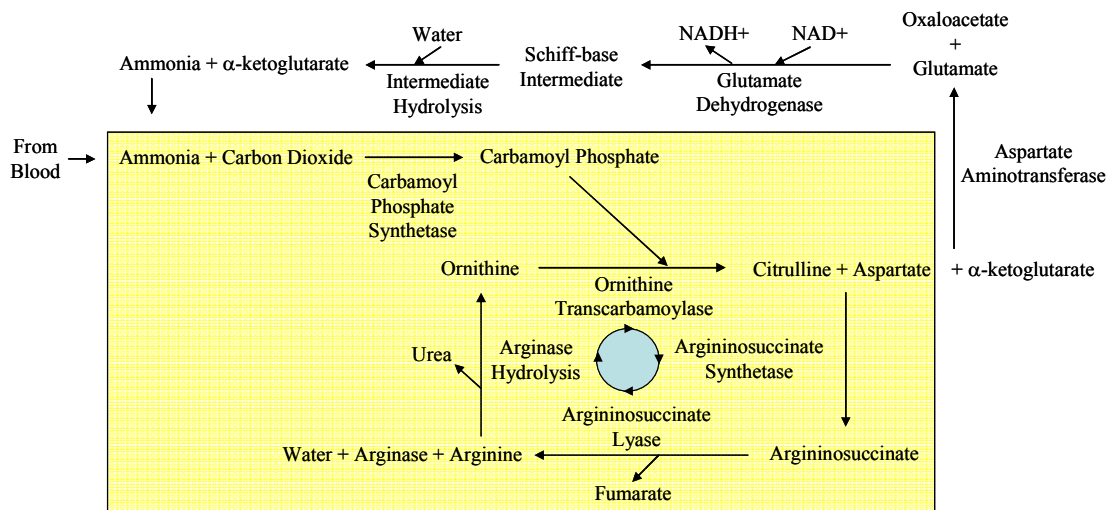 Oxaloacetate
+
Glutamate
NAD+
NADH+
Glutamate
Dehydrogenase
Schiff-base
Intermediate
Water
Intermediate
Hydrolysis
Ammonia + α-ketoglutarate
From
Blood
Ammonia + Carbon Dioxide
Carbamoyl
Phosphate
Synthetase
Carbamoyl Phosphate
Aspartate
Aminotransferase
Ornithine
Ornithine
Transcarbamoylase
Citrulline + Aspartate + α-ketoglutarate
Urea
Arginase
Hydrolysis
Argininosuccinate
Synthetase
Argininosuccinate
Lyase
Water + Arginase + Arginine
Argininosuccinate
Fumarate